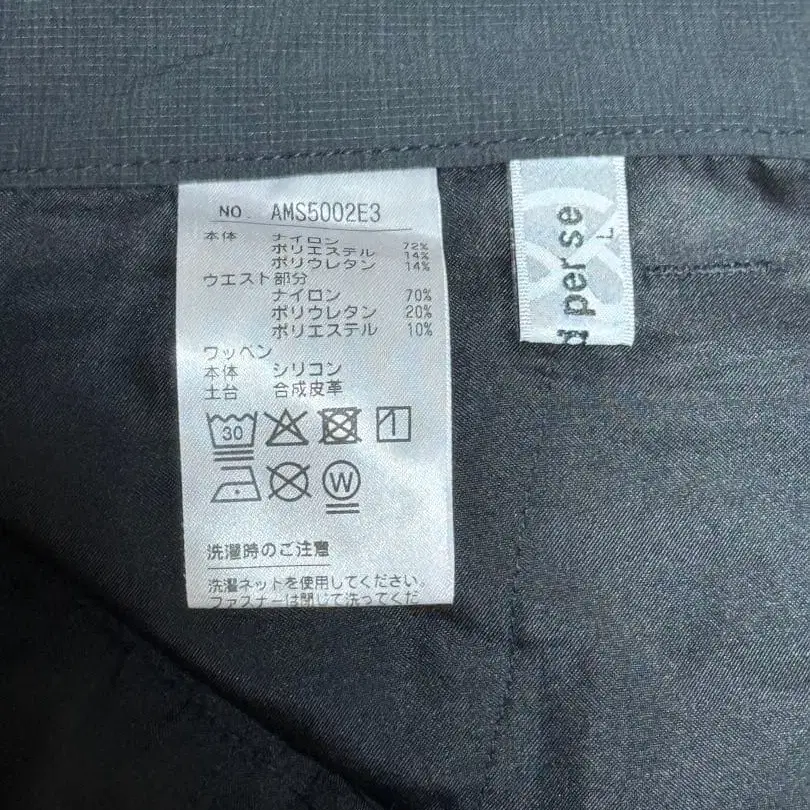 NO. AMS5002E3
本体 ナイロン 72%
ポリエステル 14%
ポリウレタン 14%
ウエスト部分
ナイロン 70%
ポリウレタン 20%
ポリエステル 10%
ワッペン
本体 シリコン
土台 合成皮革
30
W
洗濯時のご注意
洗濯ネットを使用してください。
ファスナーは閉じて洗ってくだ
d per se
L